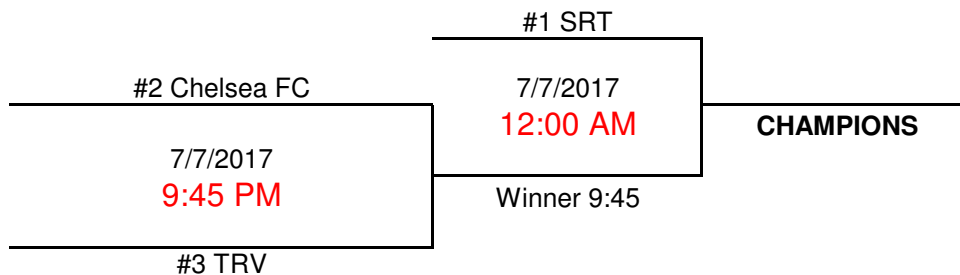 #1 SRT
#2 Chelsea FC
7/7/2017
12:00 AM
CHAMPIONS
7/7/2017
9:45 PM
Winner 9:45
#3 TRV